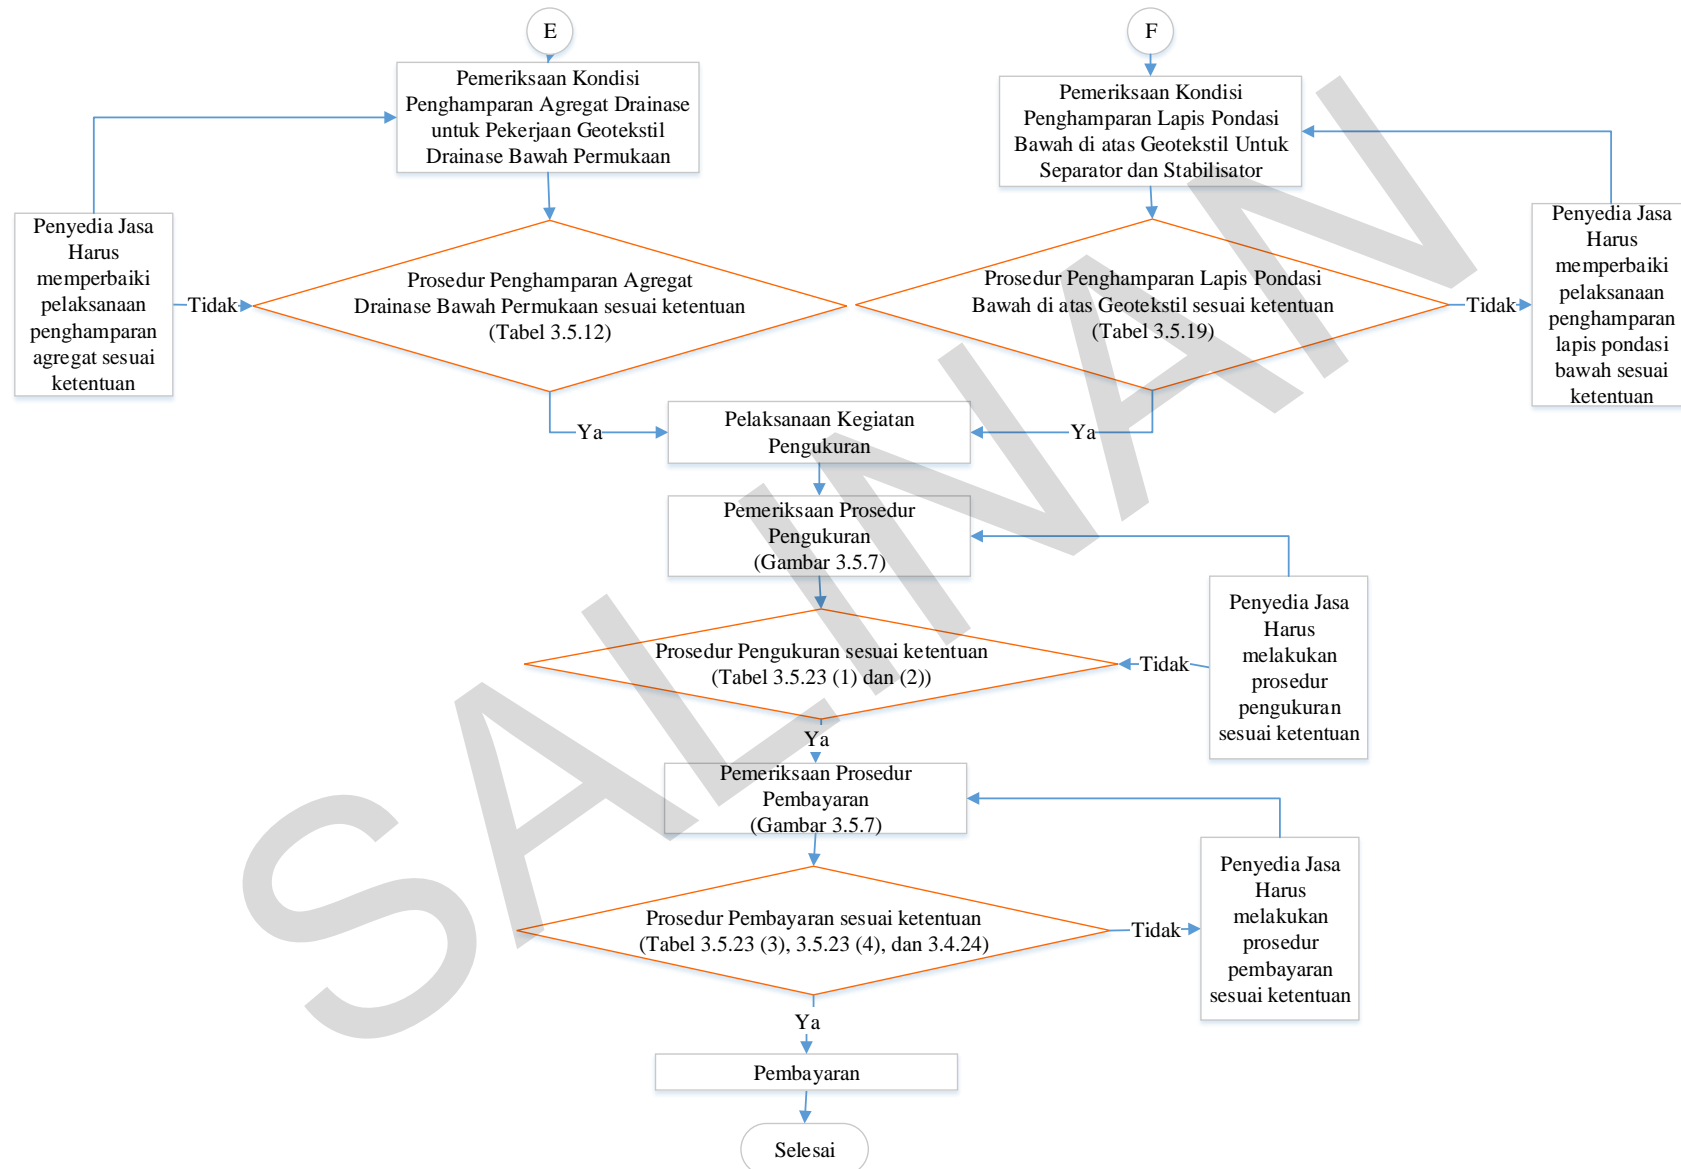 E
F
Pemeriksaan Kondisi
Penghamparan Agregat Drainase
untuk Pekerjaan Geotekstil
Drainase Bawah Permukaan
Pemeriksaan Kondisi
Penghamparan Lapis Pondasi
Bawah di atas Geotekstil Untuk
Separator dan Stabilisator
Penyedia Jasa
Harus
memperbaiki
pelaksanaan
penghamparan
agregat sesuai
ketentuan
Tidak
Prosedur Penghamparan Agregat
Drainase Bawah Permukaan sesuai ketentuan
(Tabel 3.5.12)
Prosedur Penghamparan Lapis Pondasi
Bawah di atas Geotekstil sesuai ketentuan
(Tabel 3.5.19)
Tidak
Penyedia Jasa
Harus
memperbaiki
pelaksanaan
penghamparan
lapis pondasi
bawah sesuai
ketentuan
Ya
Pelaksanaan Kegiatan
Pengukuran
Ya
Pemeriksaan Prosedur
Pengukuran
(Gambar 3.5.7)
Prosedur Pengukuran sesuai ketentuan
(Tabel 3.5.23 (1) dan (2))
Tidak
Penyedia Jasa
Harus
melakukan
prosedur
pengukuran
sesuai ketentuan
Ya
Pemeriksaan Prosedur
Pembayaran
(Gambar 3.5.7)
Prosedur Pembayaran sesuai ketentuan
(Tabel 3.5.23 (3), 3.5.23 (4), dan 3.4.24)
Tidak
Penyedia Jasa
Harus
melakukan
prosedur
pembayaran
sesuai ketentuan
Ya
Pembayaran
Selesai
SALINAN